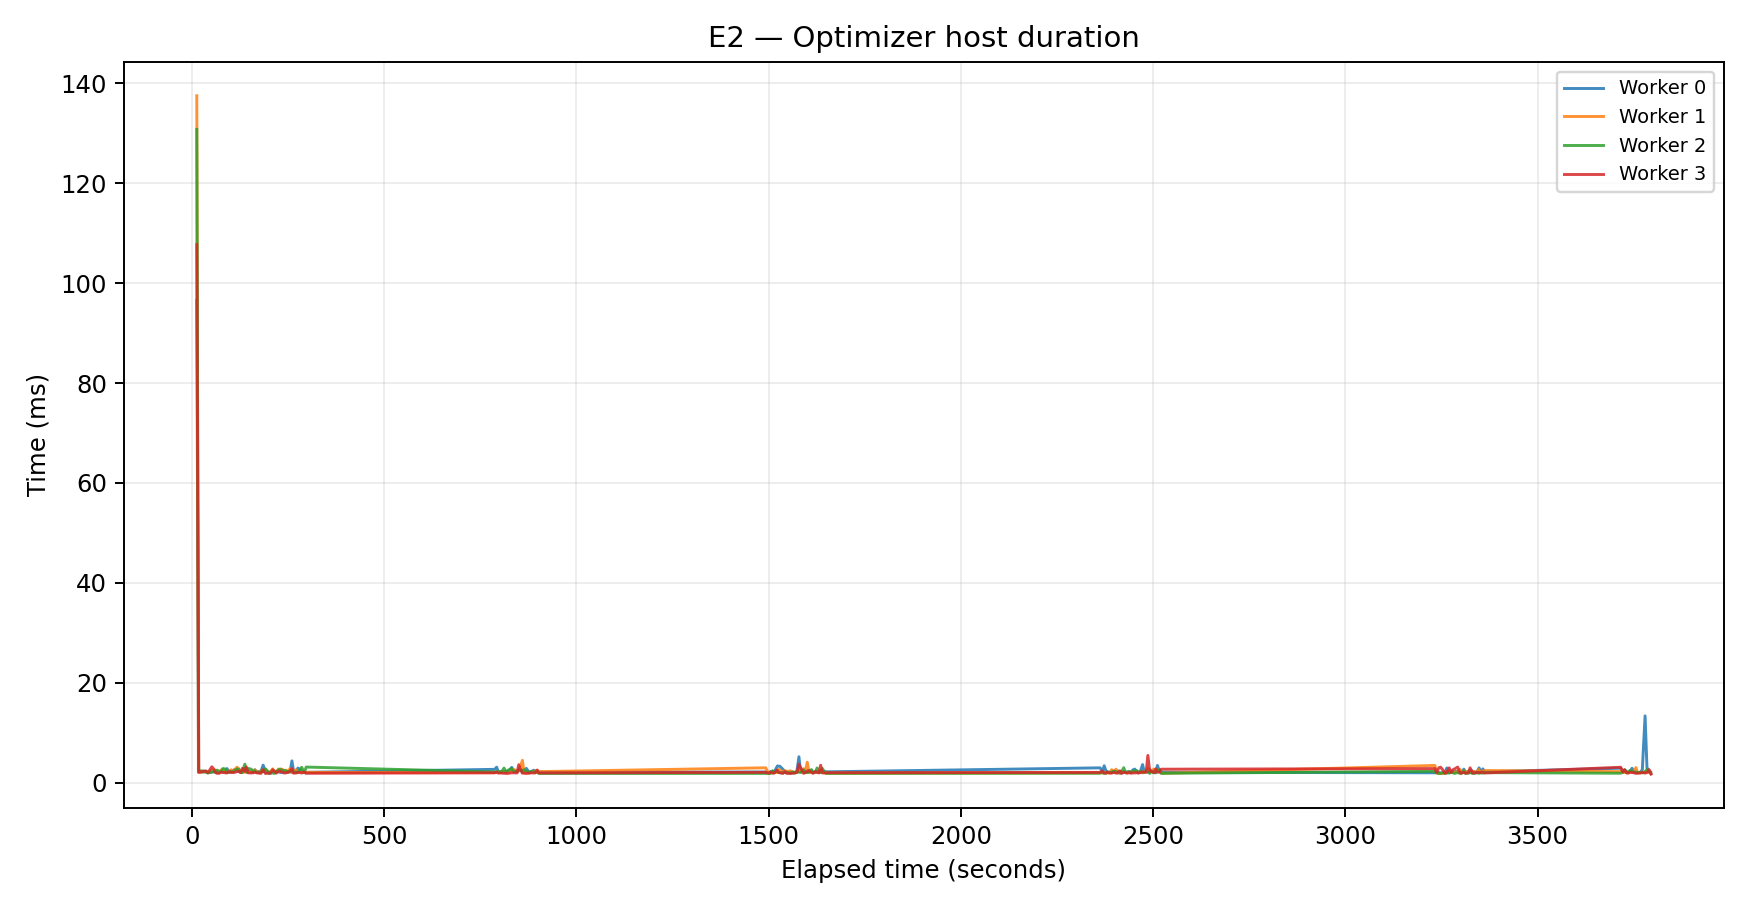 E2 — Optimizer host duration
Time (ms)
140
120
100
80
60
40
20
0
0 500 1000 1500 2000 2500 3000 3500
Elapsed time (seconds)
Worker 0
Worker 1
Worker 2
Worker 3